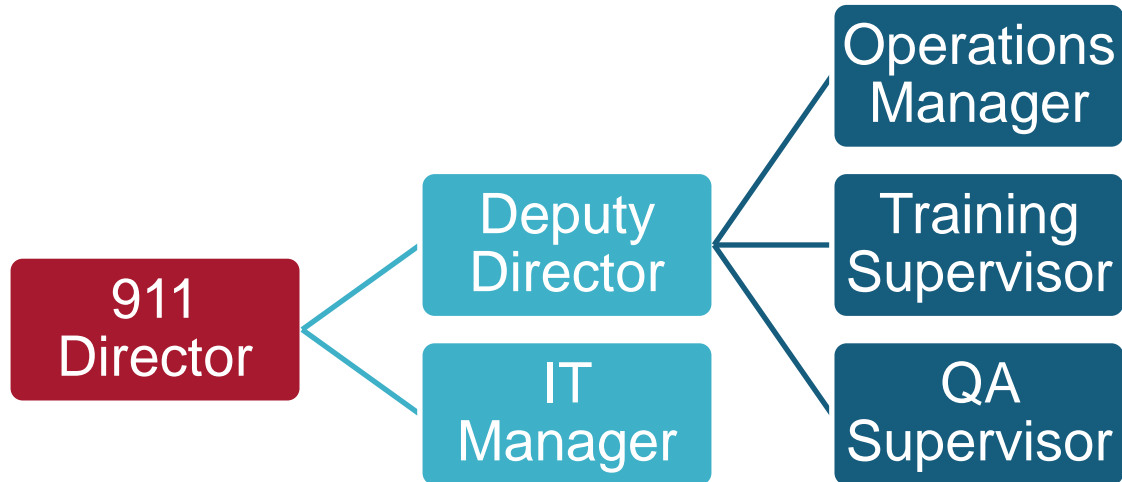 911
Director
Deputy
Director
IT
Manager
Operations
Manager
Training
Supervisor
QA
Supervisor